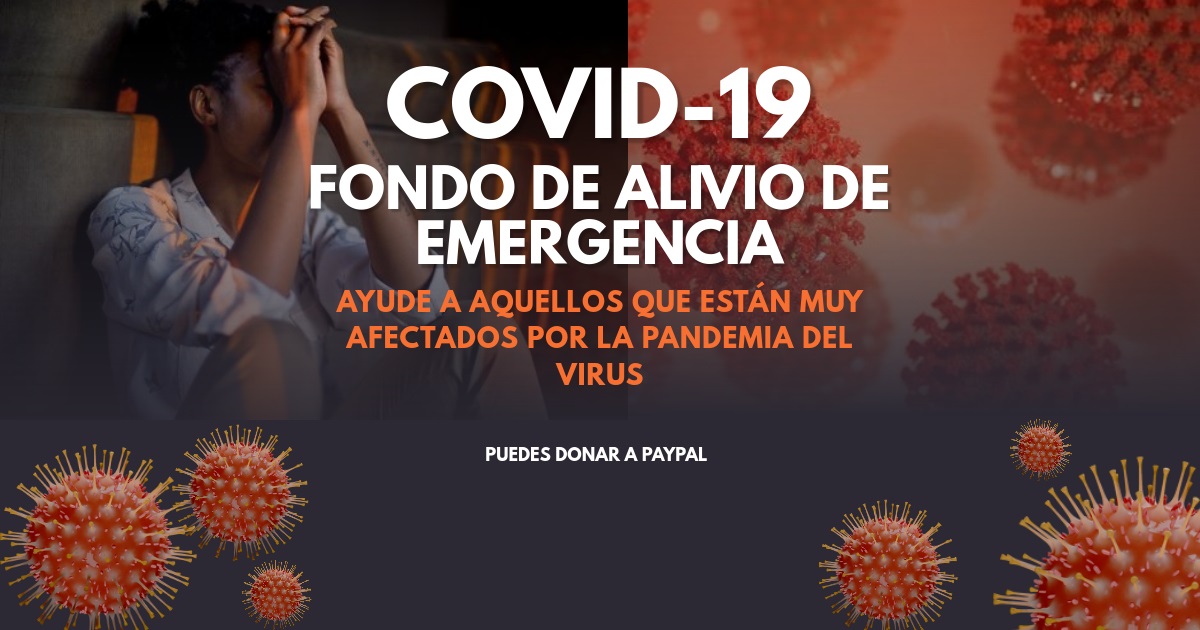 COVID-19
FONDO DE ALIVIO DE
EMERGENCIA
AYUDE A AQUELLOS QUE ESTÁN MUY
AFECTADOS POR LA PANDEMIA DEL
VIRUS
PUEDES DONAR A PAYPAL